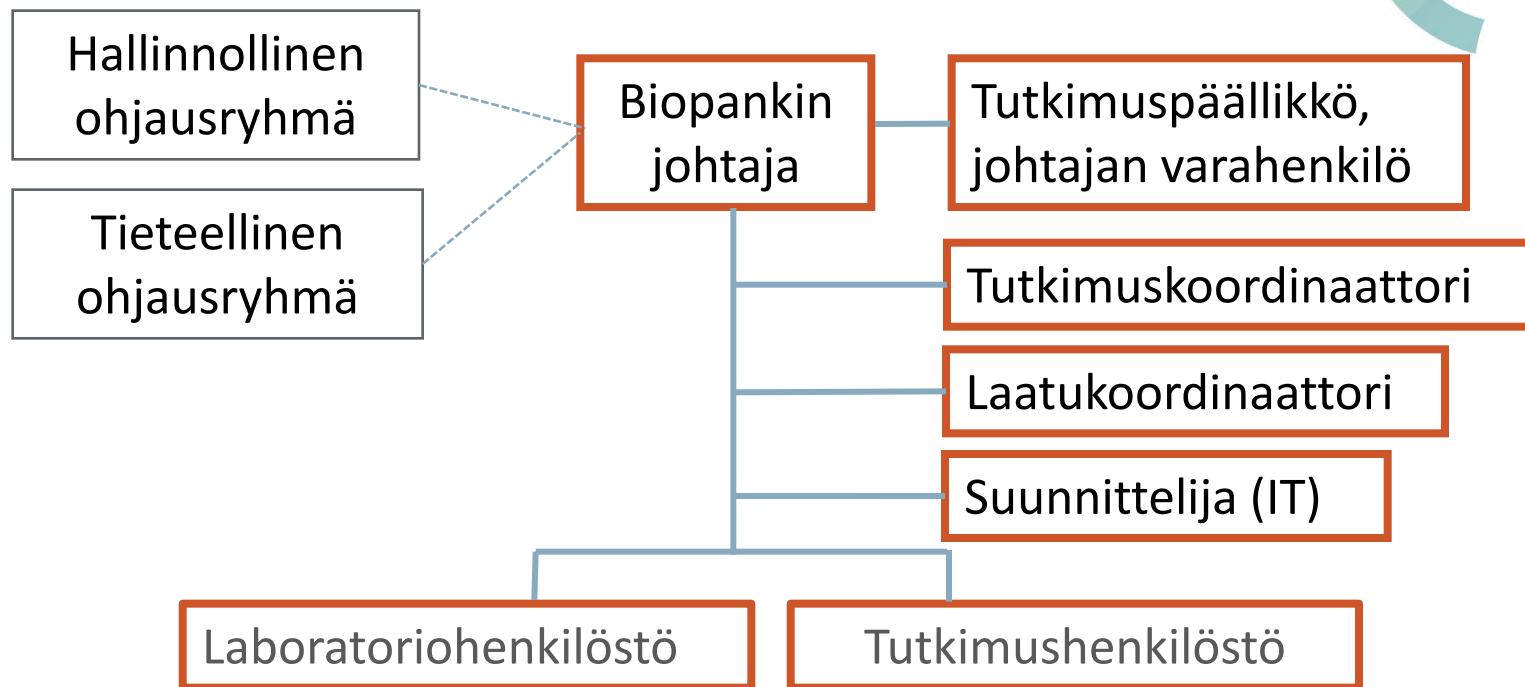 Hallinnollinen
ohjausryhmä
Tieteellinen
ohjausryhmä
Biopankin
johtaja
Tutkimuspäällikkö,
johtajan varahenkilö
Tutkimuskoordinaattori
Laatukoordinaattori
Suunnittelija (IT)
Laboratoriohenkilöstö
Tutkimushenkilöstö